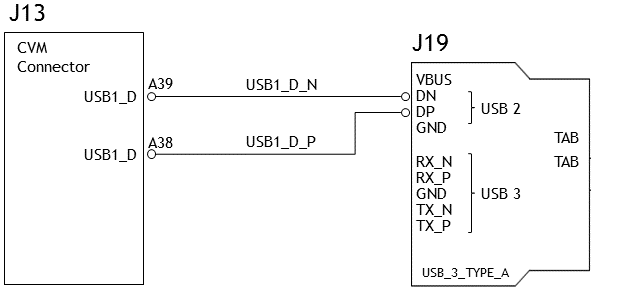 J13
CVM
Connector
USB1_D
A39
USB1_D_N
USB1_D
A38
USB1_D_P
J19
VBUS
DN
DP
GND
USB 2
TAB
TAB
RX_N
RX_P
GND
TX_N
TX_P
USB 3
USB_3_TYPE_A